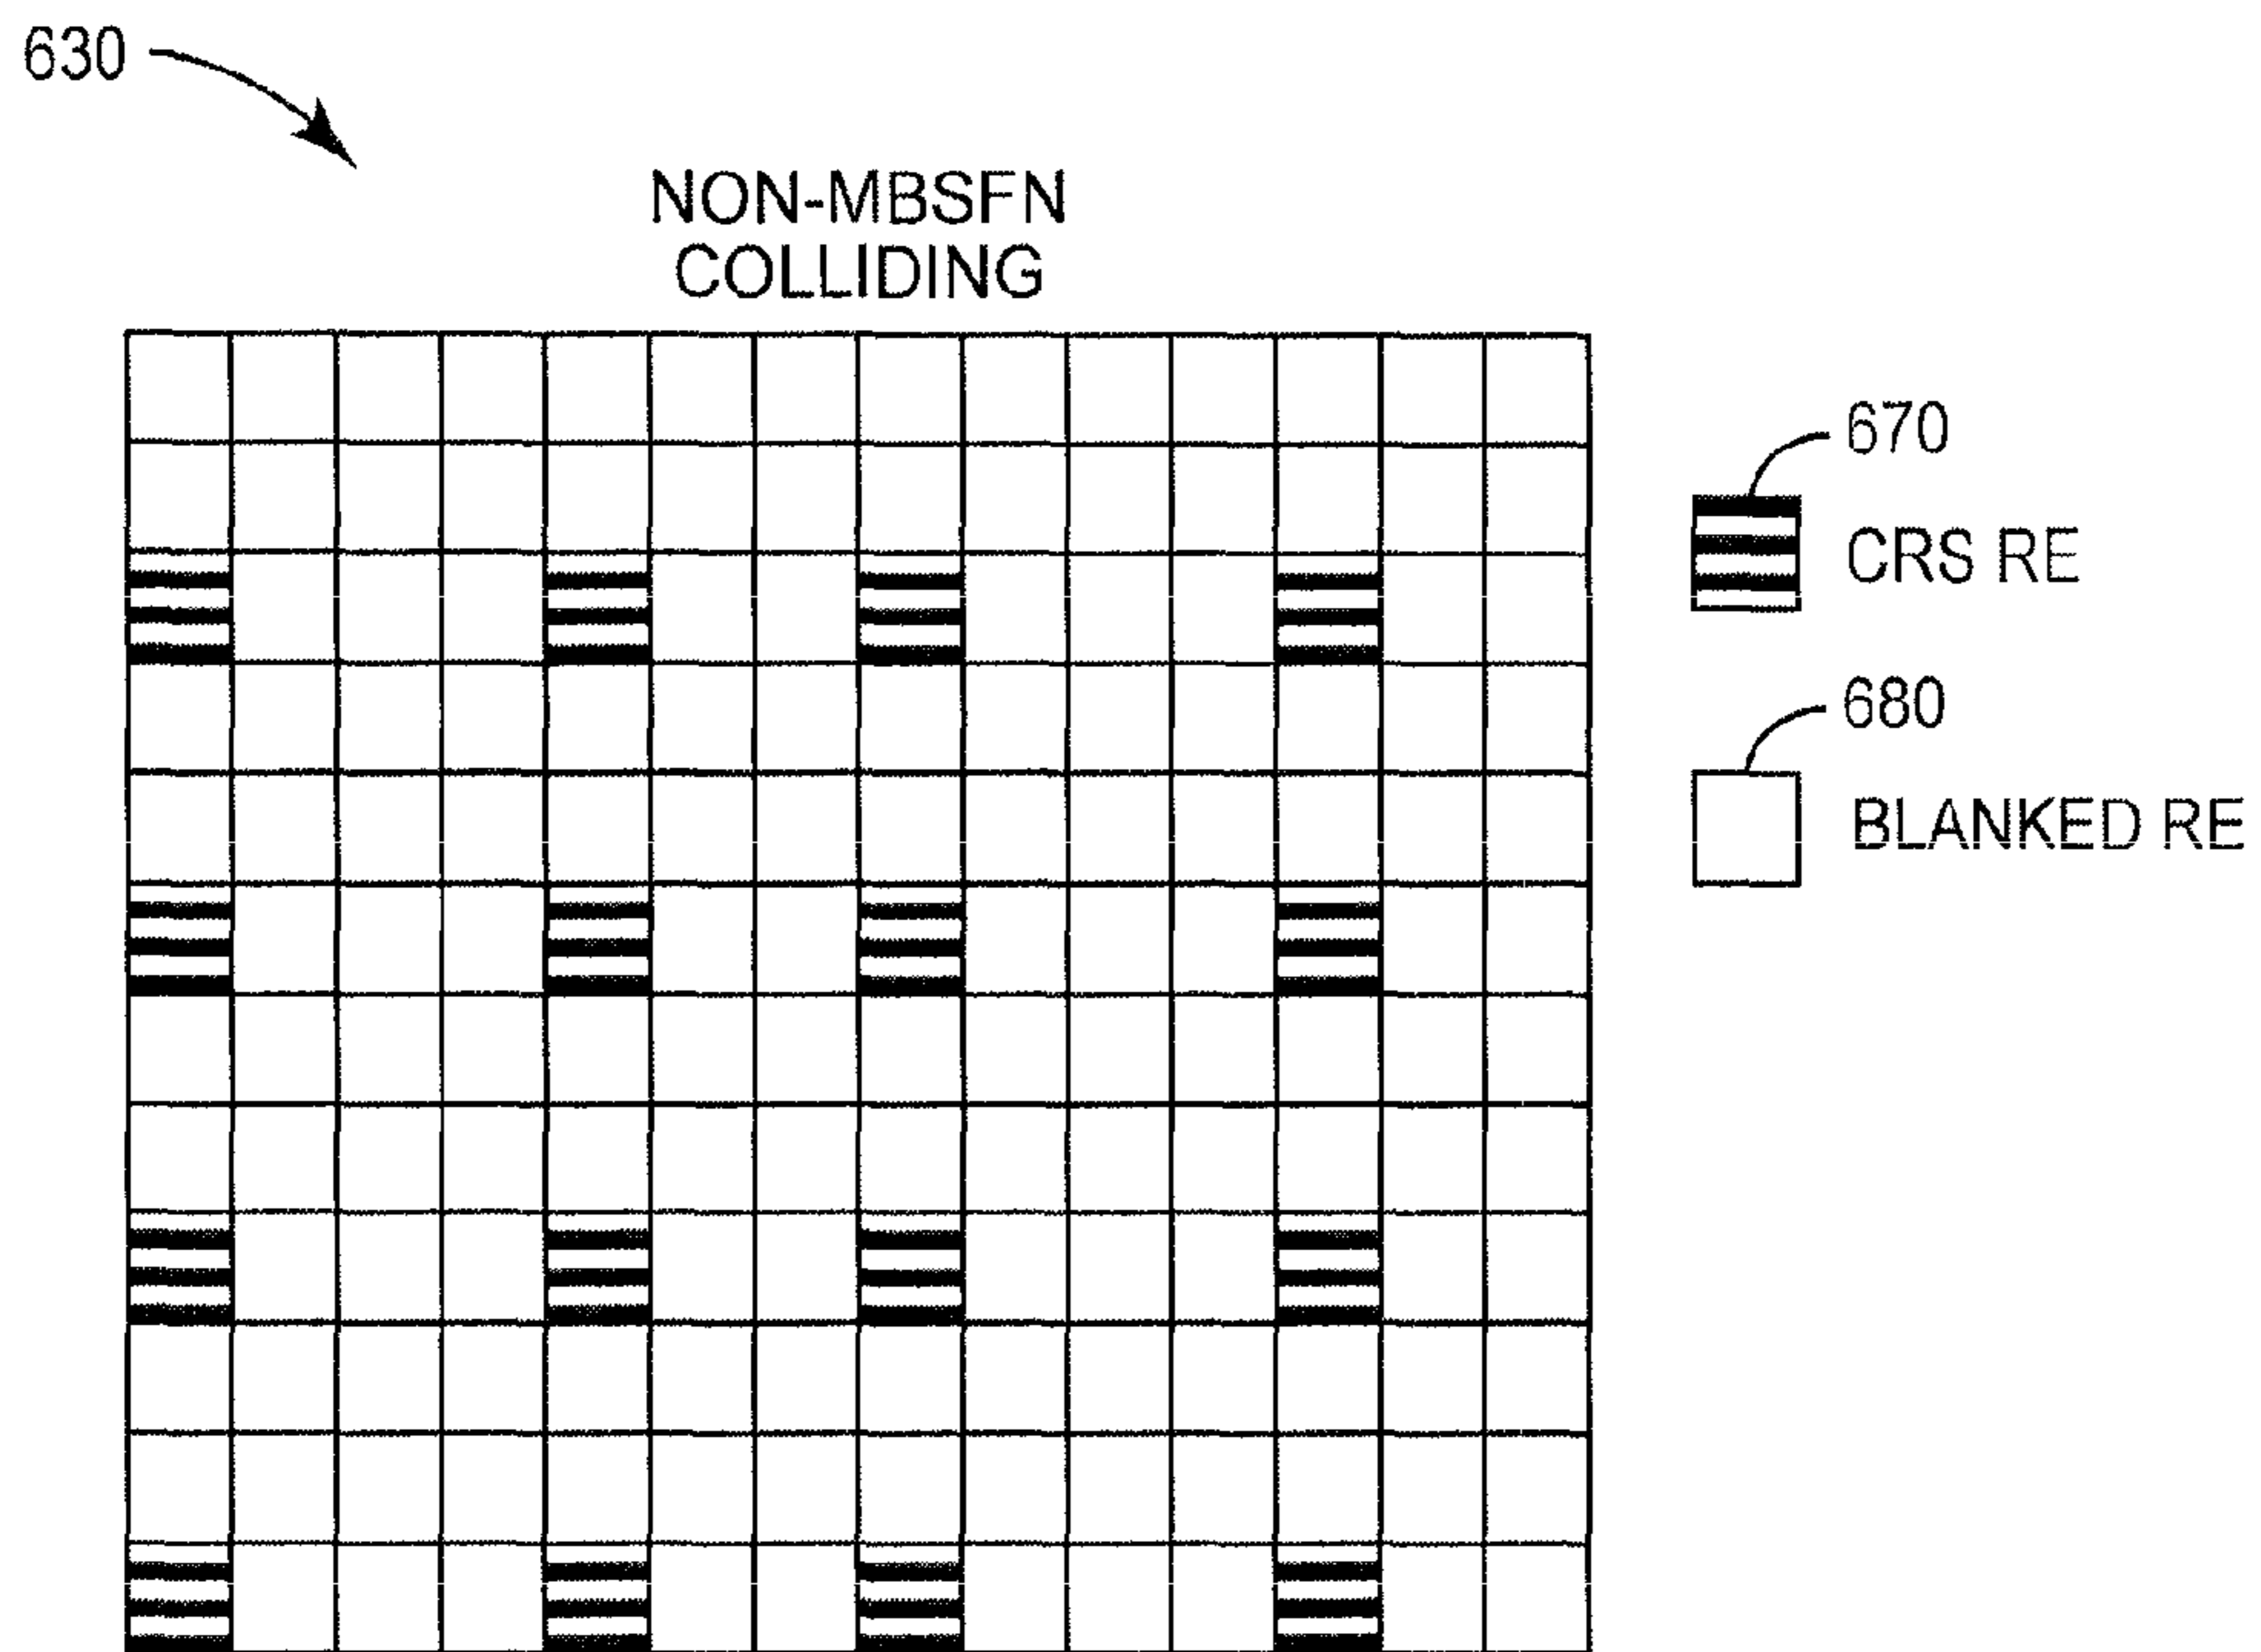 630
NON-MBSFN
COLLIDING
670
CRS RE
680
BLANKED RE